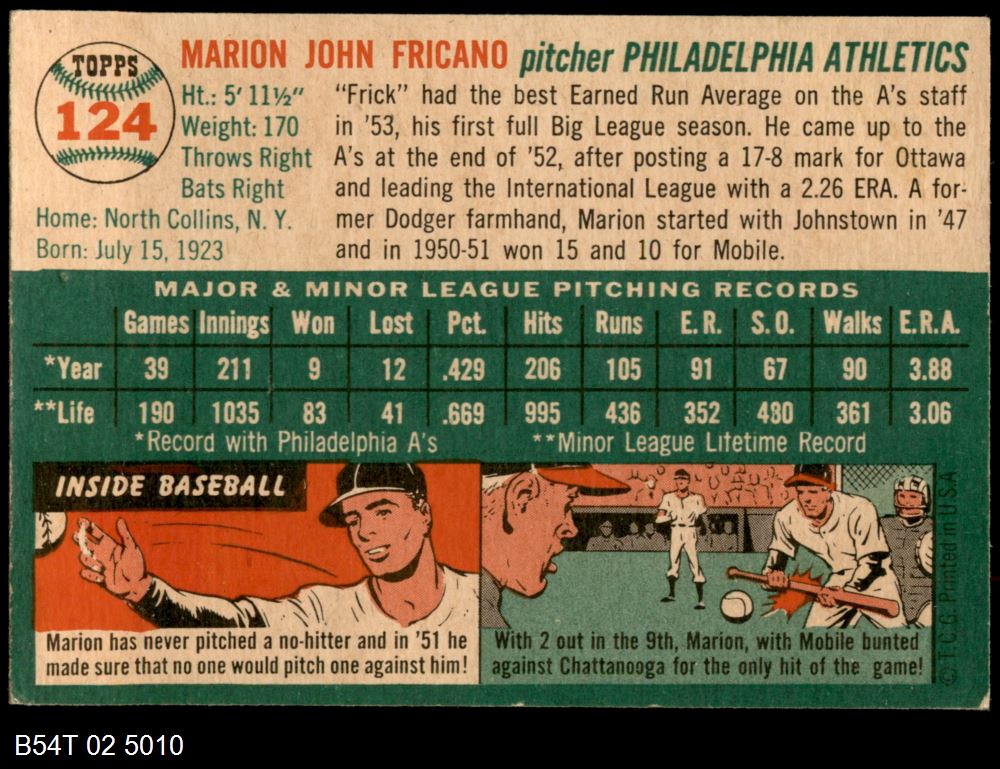 TOPPS
124
MARION JOHN FRICANO pitcher PHILADELPHIA ATHLETICS
Ht.: 5' 11½"
Weight: 170
Throws Right
Bats Right
Home: North Collins, N. Y.
Born: July 15, 1923
"Frick" had the best Earned Run Average on the A's staff
in '53, his first full Big League season. He came up to the
A's at the end of '52, after posting a 17-8 mark for Ottawa
and leading the International League with a 2.26 ERA. A for-
mer Dodger farmhand, Marion started with Johnstown in '47
and in 1950-51 won 15 and 10 for Mobile.
MAJOR & MINOR LEAGUE PITCHING RECORDS
Games Innings Won Lost Pct. Hits Runs E.R. S.O. Walks E.R.A.
*Year 39 211 9 12 .429 206 105 91 67 90 3.88
**Life 190 1035 83 41 .669 995 436 352 480 361 3.06
*Record with Philadelphia A's **Minor League Lifetime Record
INSIDE BASEBALL
Marion has never pitched a no-hitter and in '51 he
made sure that no one would pitch one against him!
With 2 out in the 9th, Marion, with Mobile bunted
against Chattanooga for the only hit of the game!
© T.C.G. Printed in U.S.A
B54T 02 5010